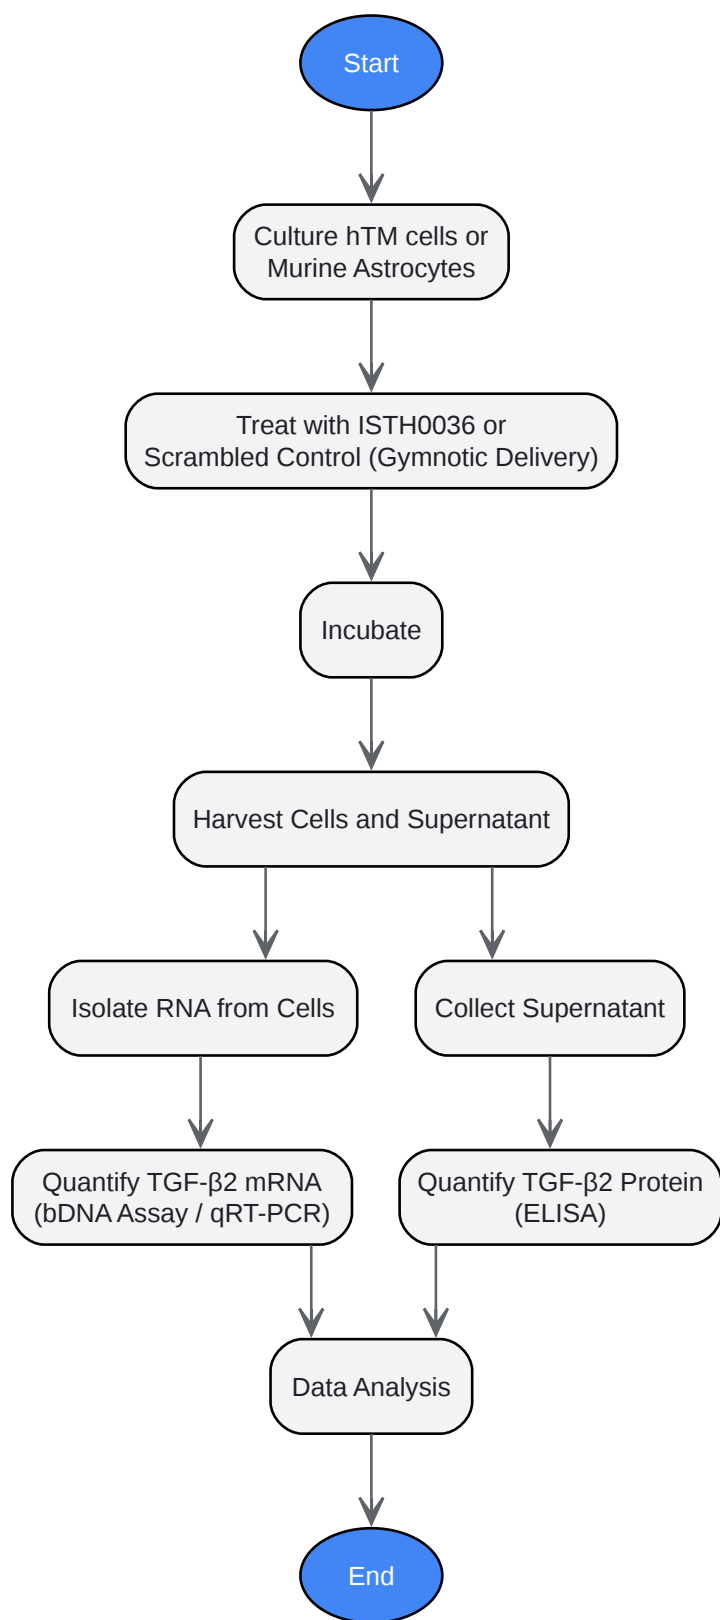 Start
Culture hTM cells or
Murine Astrocytes
Treat with ISTH0036 or
Scrambled Control (Gymnotic Delivery)
Incubate
Harvest Cells and Supernatant
Isolate RNA from Cells
Collect Supernatant
Quantify TGF-β2 mRNA
(bDNA Assay / qRT-PCR)
Quantify TGF-β2 Protein
(ELISA)
Data Analysis
End